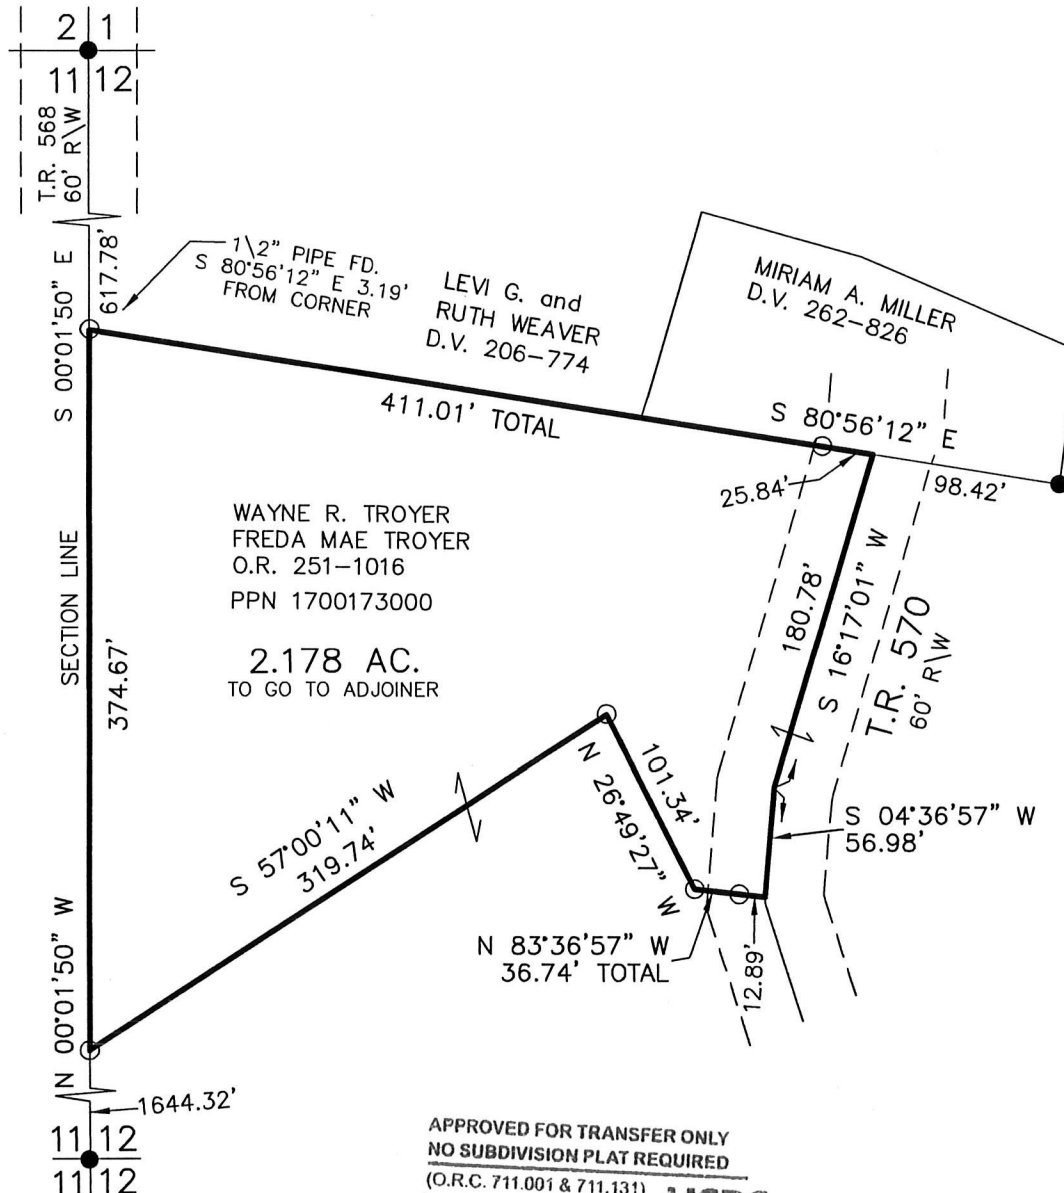 2 1
11 12
T.R. 568
60' R\W
S 00°01'50" E
617.78'
1\2" PIPE FD.
S 80°56'12" E 3.19'
FROM CORNER
LEVI G. and
RUTH WEAVER
D.V. 206-774
MIRIAM A. MILLER
D.V. 262-826
411.01' TOTAL
S 80°56'12" E
25.84'
98.42'
WAYNE R. TROYER
FREDA MAE TROYER
O.R. 251-1016
PPN 1700173000
2.178 AC.
TO GO TO ADJOINER
SECTION LINE
374.67'
180.78'
S 16°17'01" W
T.R. 570
60' R\W
101.34'
N 26°49'27" W
S 04°36'57" W
56.98'
S 57°00'11" W
319.74'
N 83°36'57" W
36.74' TOTAL
12.89'
N 00°01'50" W
1644.32'
11 12
11 12
APPROVED FOR TRANSFER ONLY
NO SUBDIVISION PLAT REQUIRED
(O.R.C. 711.001 & 711.131)